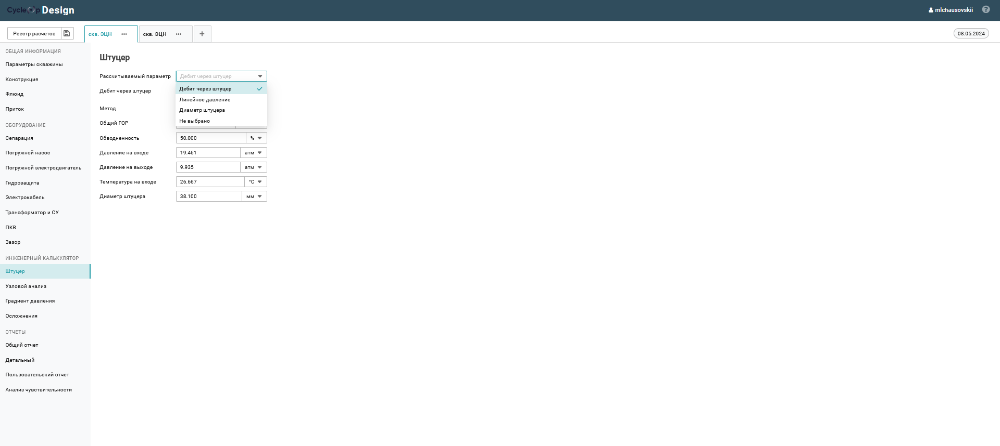 CycleOp Design
mlchausovskii
?
Реестр расчетов
скв. ЭЦН
скв. ЭЦН
+
08.05.2024
ОБЩАЯ ИНФОРМАЦИЯ
Параметры скважины
Конструкция
Флюид
Приток
ОБОРУДОВАНИЕ
Сепарация
Погружной насос
Погружной электродвигатель
Гидрозащита
Электрокабель
Трансформатор и СУ
ПКВ
Зазор
ИНЖЕНЕРНЫЙ КАЛЬКУЛЯТОР
Штуцер
Узловой анализ
Градиент давления
Осложнения
ОТЧЕТЫ
Общий отчет
Детальный
Пользовательский отчет
Анализ чувствительности
Штуцер
Рассчитываемый параметр Дебит через штуцер
Дебит через штуцер
Линейное давление
Диаметр штуцера
Не выбрано
Дебит через штуцер
Метод
Общий ГОР
Обводненность 50.000 %
Давление на входе 19.461 атм
Давление на выходе 9.935 атм
Температура на входе 26.667 °C
Диаметр штуцера 38.100 мм